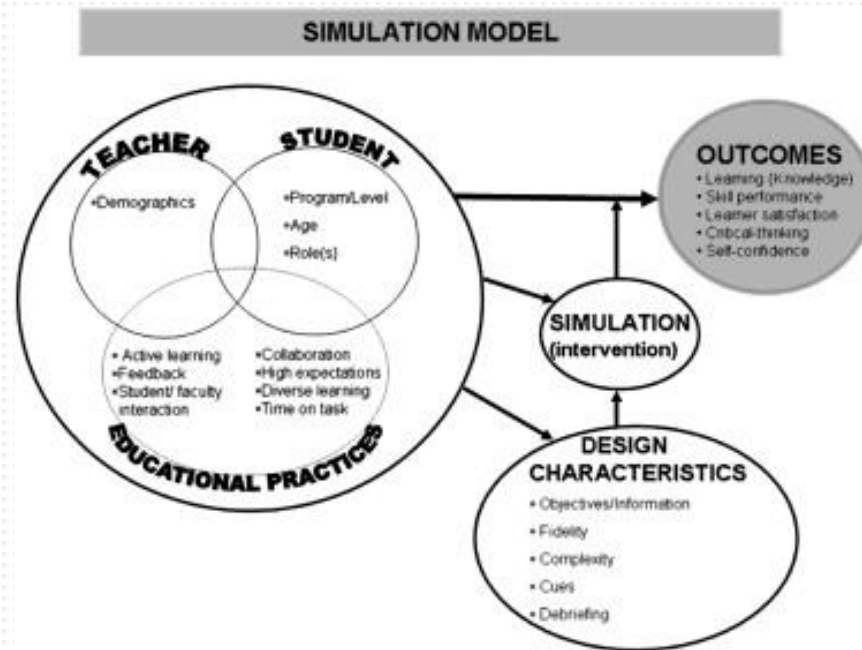 SIMULATION MODEL
TEACHER
STUDENT
•Demographics
•Program/Level
•Age
•Role(s)
• Active learning
•Feedback
•Student/ faculty
interaction
•Collaboration
•High expectations
•Diverse learning
•Time on task
EDUCATIONAL PRACTICES
OUTCOMES
• Learning (Knowledge)
• Skill performance
• Learner satisfaction
• Critical-thinking
• Self-confidence
SIMULATION
(intervention)
DESIGN
CHARACTERISTICS
• Objectives/Information
• Fidelity
• Complexity
• Cues
• Debriefing